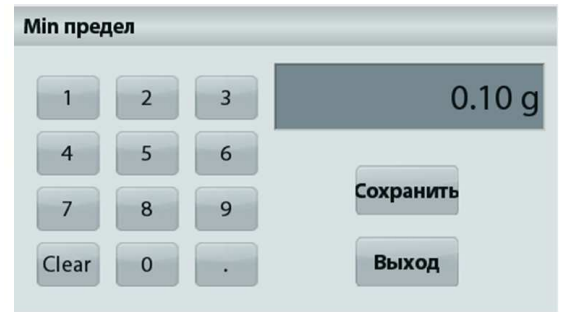 Min предел
0.10 g
1 2 3
4 5 6
7 8 9
Clear 0 .
Сохранить
Выход